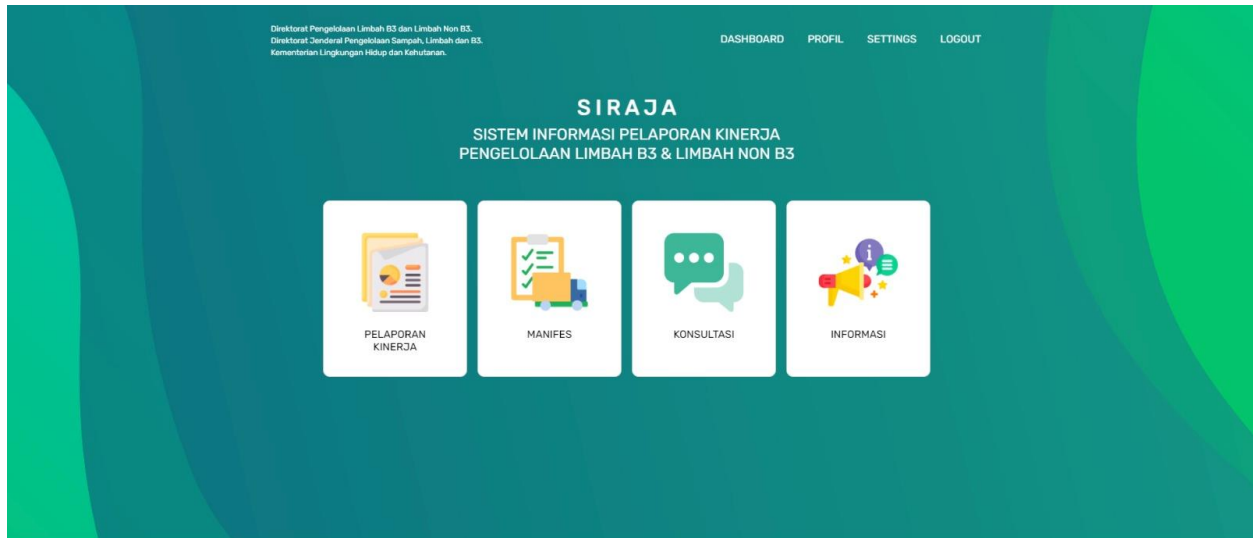 Direktorat Pengelolaan Limbah B3 dan Limbah Non B3.
Direktorat Jenderal Pengelolaan Sampah, Limbah dan B3.
Kementerian Lingkungan Hidup dan Kehutanan.
DASHBOARD PROFIL SETTINGS LOGOUT
SIRAJA
SISTEM INFORMASI PELAPORAN KINERJA
PENGELOLAAN LIMBAH B3 & LIMBAH NON B3
PELAPORAN
KINERJA
MANIFES
KONSULTASI
INFORMASI